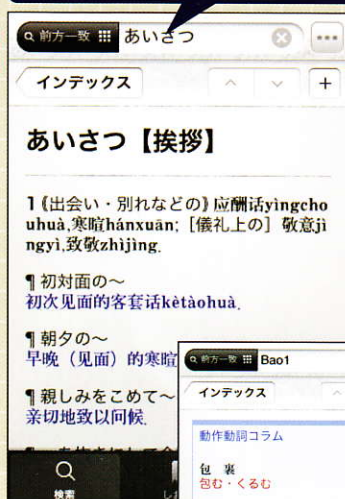 前方一致 あいさつ
インデックス
あいさつ【挨拶】
1《出会い・別れなどの》应酬话yìngcho
uhuà,寒暄hánxuān;［儀礼上の］敬意jì
ngyì,致敬zhìjìng.
¶初対面の～
初次见面的客套话kètàohuà.
¶朝夕の～
早晚（见面）的寒暄
¶親しみをこめて～
亲切地致以问候.
検索
前方一致 Bao1
インデックス
動作動詞コラム
包 裹
包む・くるむ